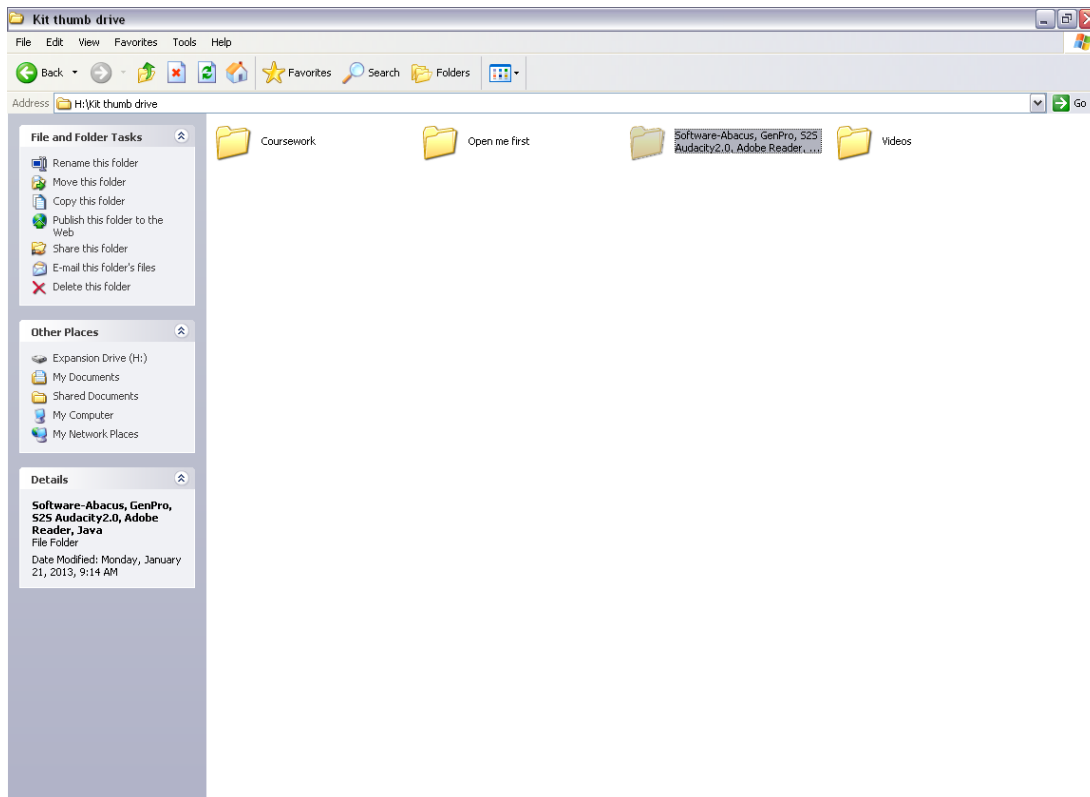 Kit thumb drive
File Edit View Favorites Tools Help
Back Favorites Search Folders
Address H:\Kit thumb drive Go
File and Folder Tasks
Rename this folder
Move this folder
Copy this folder
Publish this folder to the
Web
Share this folder
E-mail this folder's files
Delete this folder
Other Places
Expansion Drive (H:)
My Documents
Shared Documents
My Computer
My Network Places
Details
Software-Abacus, GenPro,
S2S Audacity2.0, Adobe
Reader, Java
File Folder
Date Modified: Monday, January
21, 2013, 9:14 AM
Coursework
Open me first
Software-Abacus, GenPro, S2S
Audacity2.0, Adobe Reader, ...
Videos